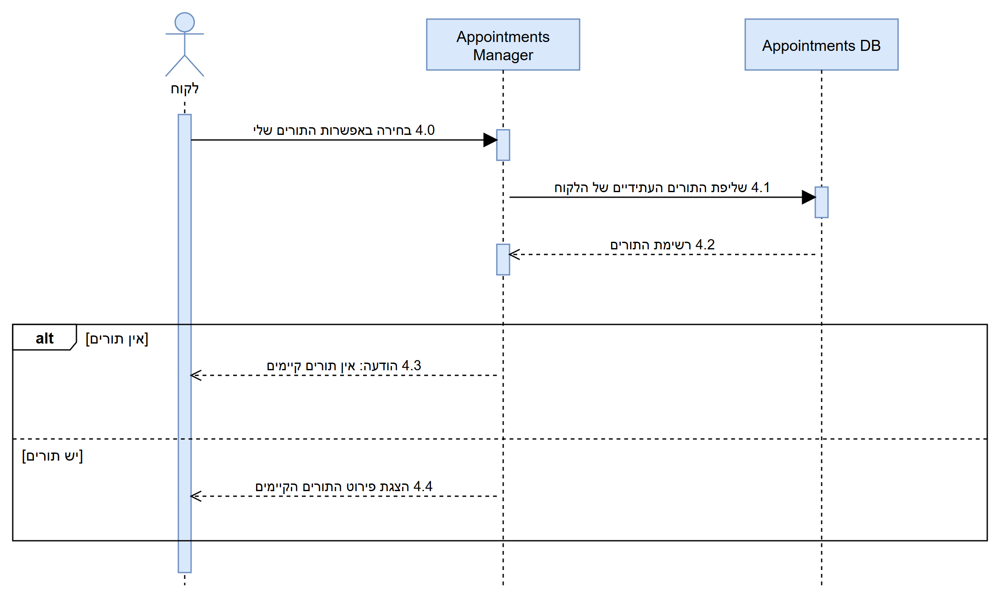 לקוח
Appointments
Manager
Appointments DB
4.0 בחירה באפשרות התורים שלי
4.1 שליפת התורים העתידיים של הלקוח
4.2 רשימת התורים
alt
[אין תורים]
4.3 הודעה: אין תורים קיימים
[יש תורים]
4.4 הצגת פירוט התורים הקיימים